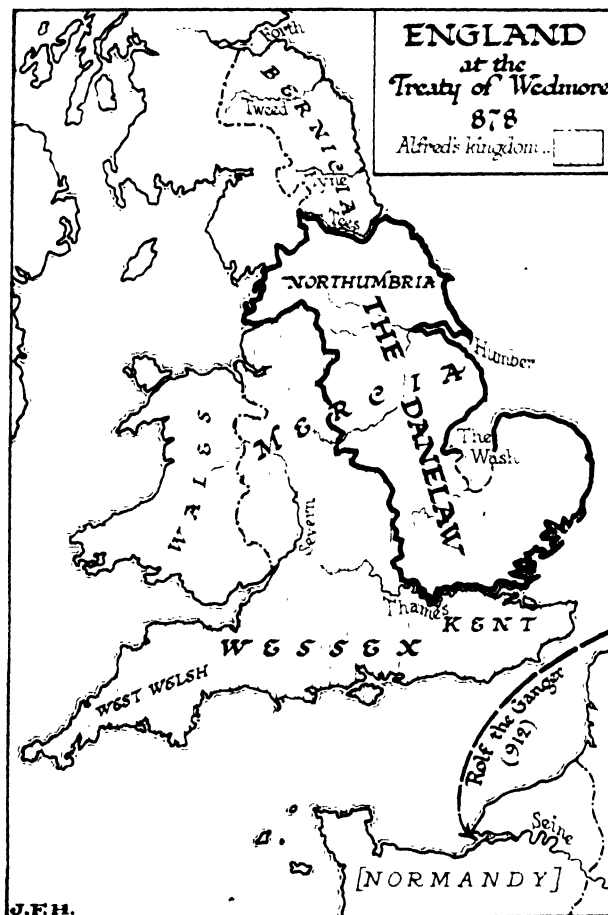 ENGLAND
at the
Treaty of Wedmore
878
Alfred's kingdom...
Forth
BERNICIA
Tweed
Tyne
Tees
NORTHUMBRIA
THE DANELAW
Humber
MERCIA
The
Wash
WALES
Severn
Thames
KENT
WESSEX
WEST WELSH
Rolf the Ganger
(912)
Seine
[NORMANDY]
J.F.H.